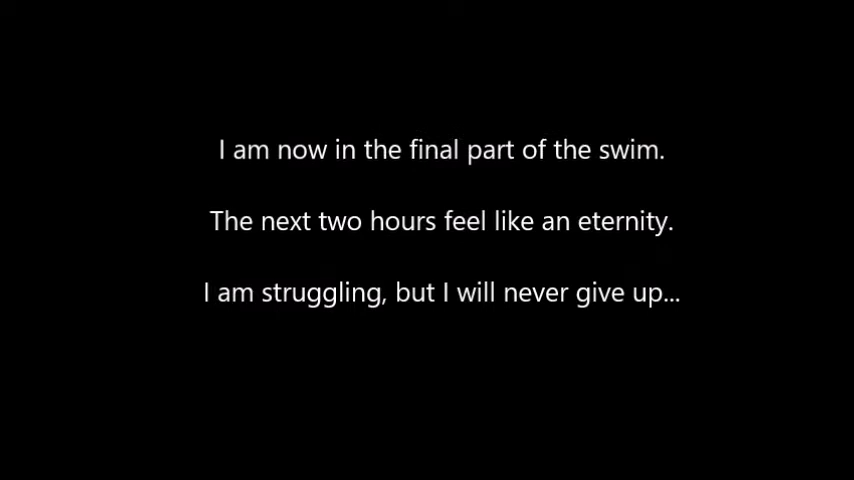 I am now in the final part of the swim.
The next two hours feel like an eternity.
I am struggling, but I will never give up...